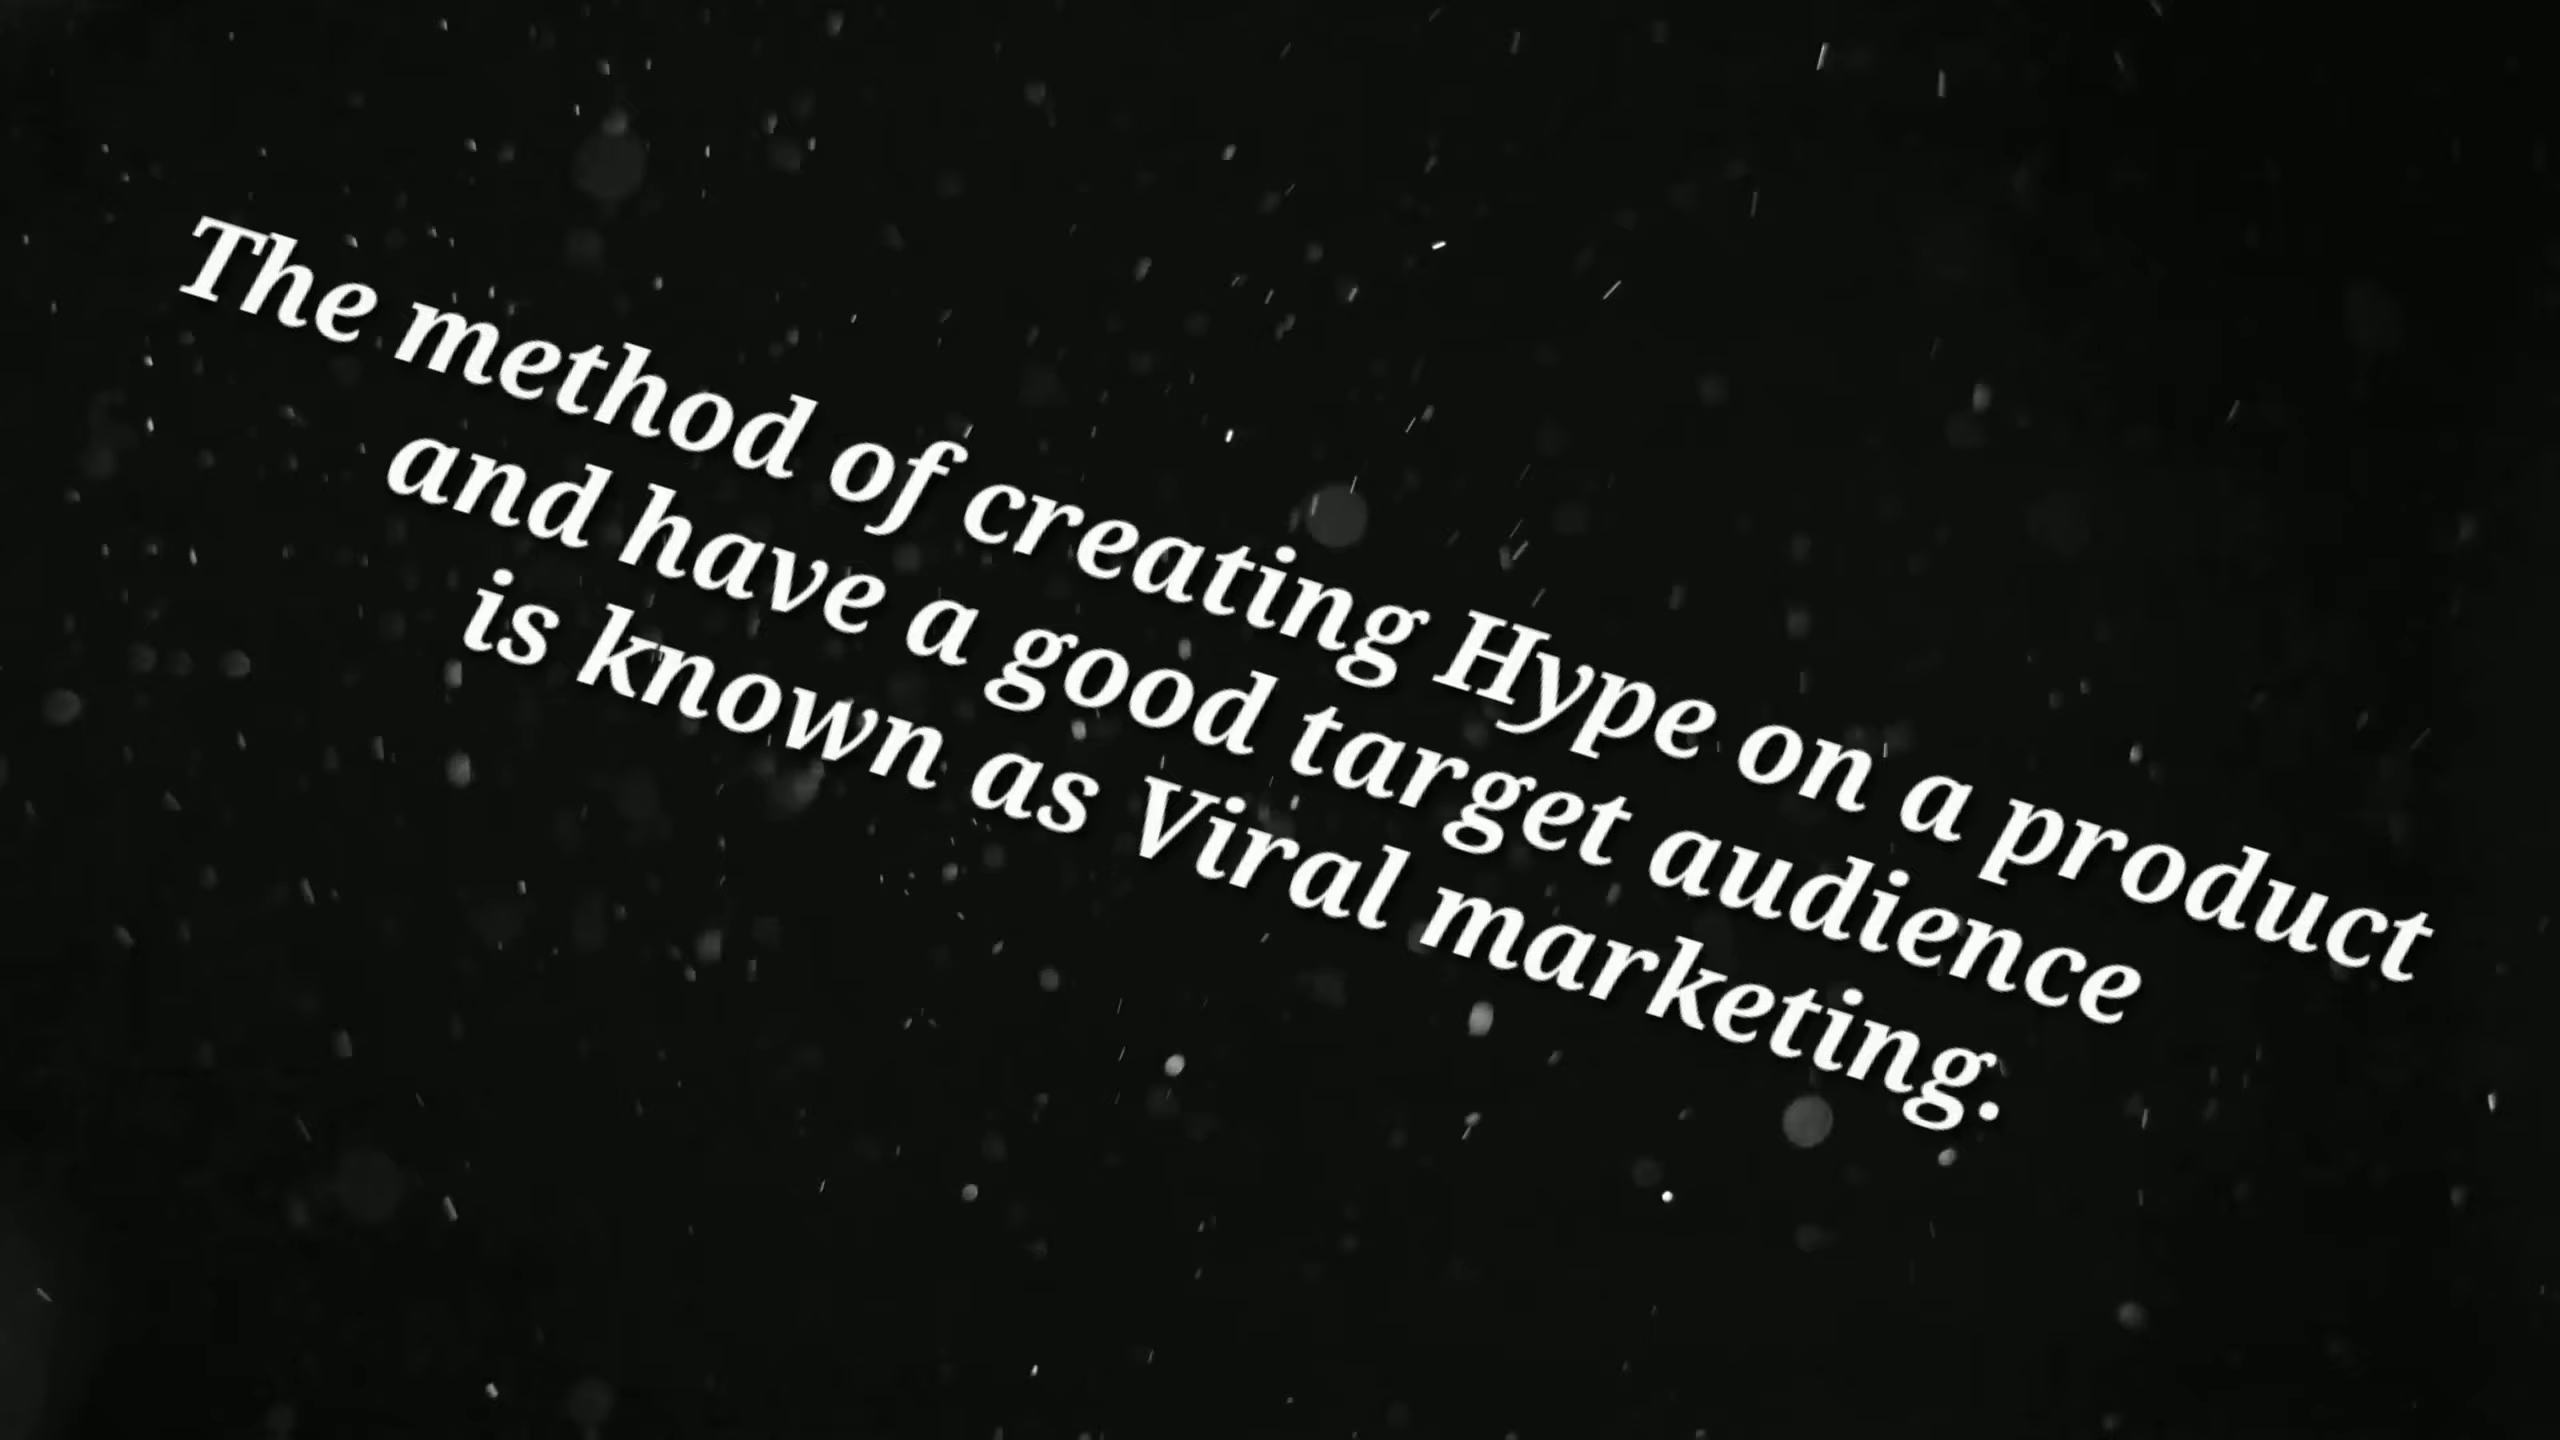 The method of creating Hype on a product
and have a good target audience
is known as Viral marketing.